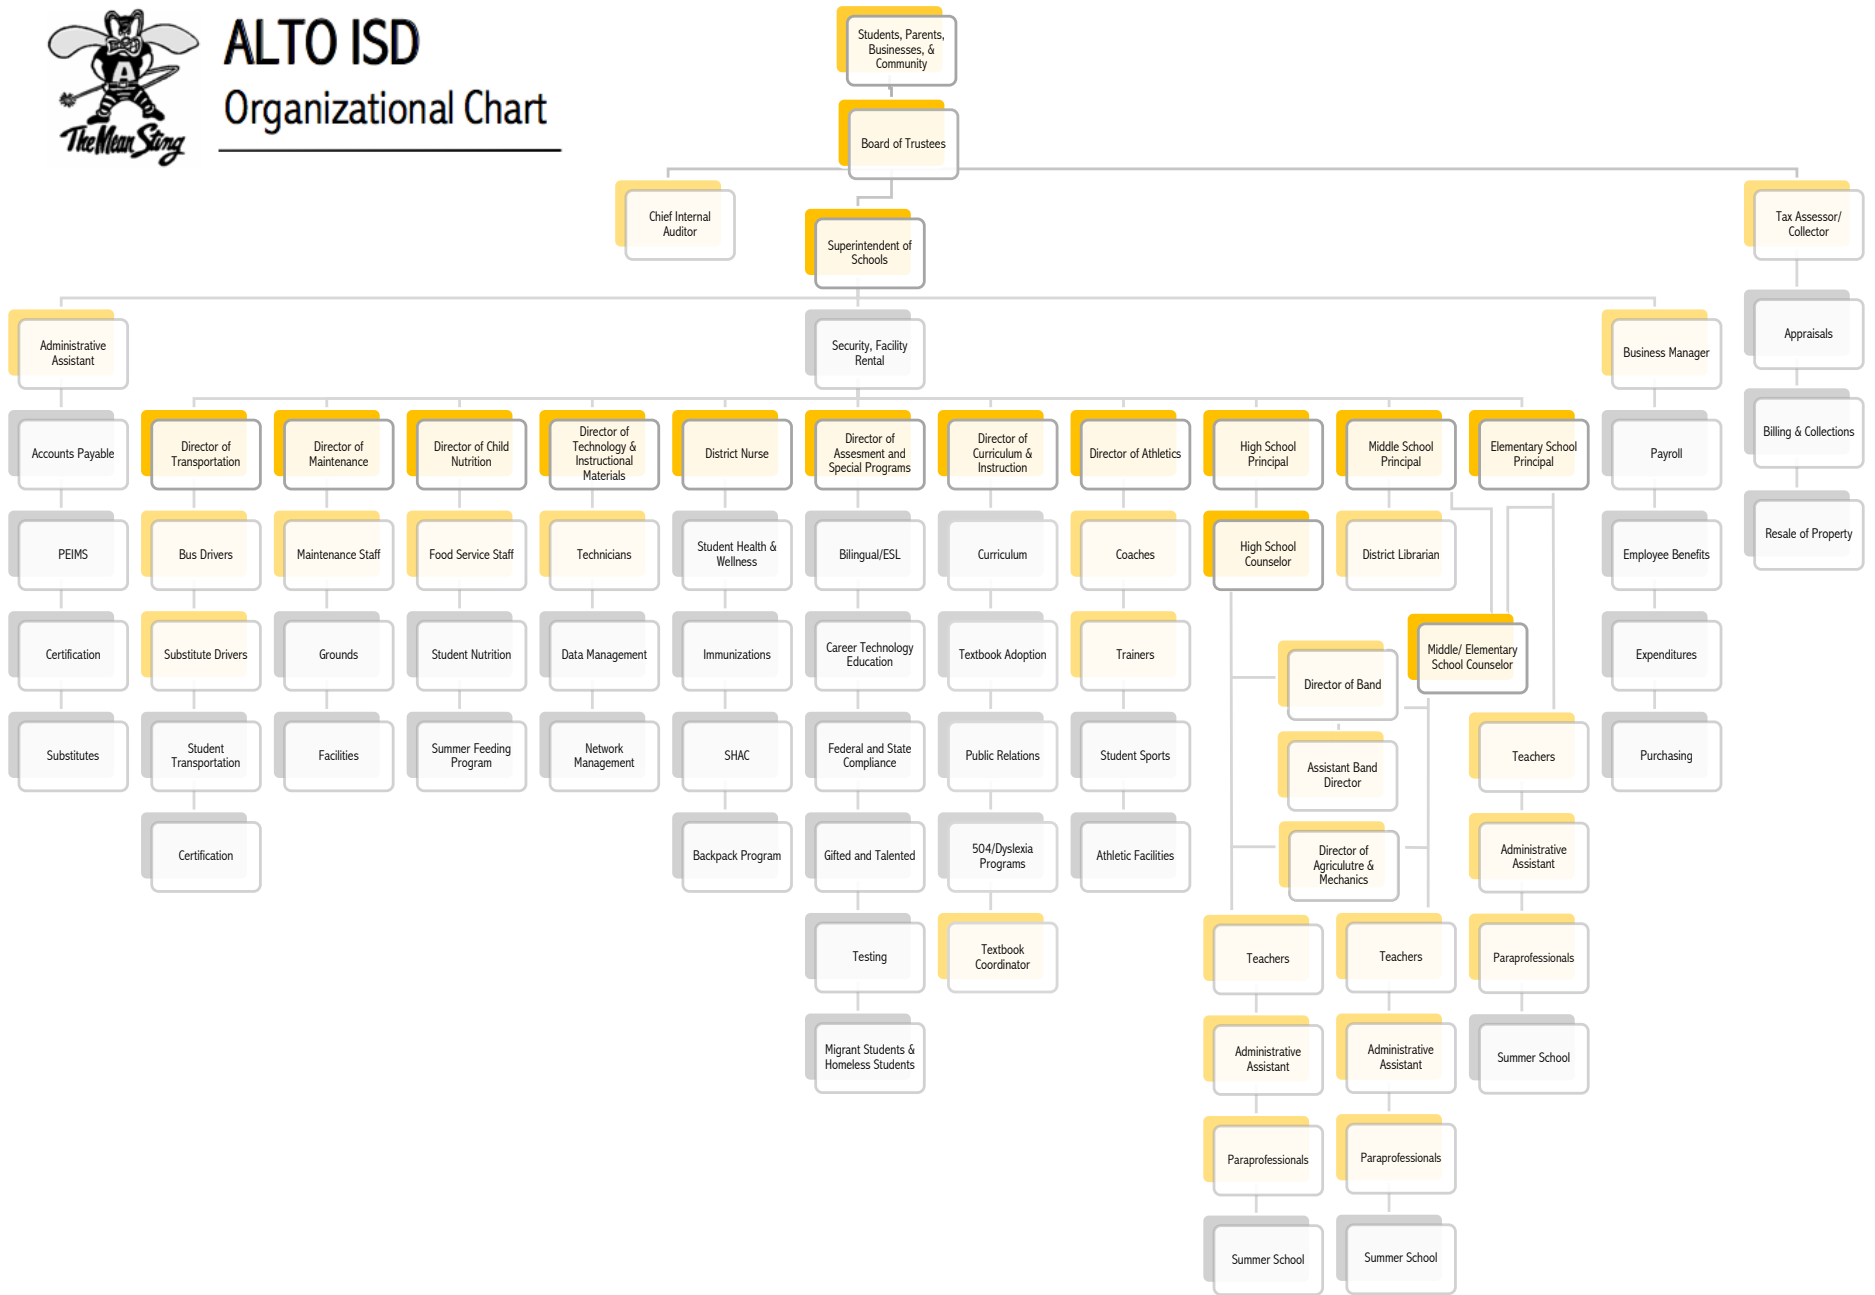 ALTO ISD
Organizational Chart
A
The Mean Sting
Students, Parents,
Businesses, &
Community
Board of Trustees
Chief Internal
Auditor
Superintendent of
Schools
Tax Assessor/
Collector
Administrative
Assistant
Security, Facility
Rental
Business Manager
Appraisals
Billing & Collections
Resale of Property
Accounts Payable
PEIMS
Certification
Substitutes
Director of
Transportation
Bus Drivers
Substitute Drivers
Student
Transportation
Certification
Director of
Maintenance
Maintenance Staff
Grounds
Facilities
Director of Child
Nutrition
Food Service Staff
Student Nutrition
Summer Feeding
Program
Director of
Technology &
Instructional
Materials
Technicians
Data Management
Network
Management
District Nurse
Student Health &
Wellness
Immunizations
SHAC
Backpack Program
Director of
Assesment and
Special Programs
Bilingual/ESL
Career Technology
Education
Federal and State
Compliance
Gifted and Talented
Testing
Migrant Students &
Homeless Students
Director of
Curriculum &
Instruction
Curriculum
Textbook Adoption
Public Relations
504/Dyslexia
Programs
Textbook
Coordinator
Director of Athletics
Coaches
Trainers
Student Sports
Athletic Facilities
High School
Principal
High School
Counselor
Middle School
Principal
District Librarian
Elementary School
Principal
Middle/ Elementary
School Counselor
Director of Band
Assistant Band
Director
Director of
Agriculutre &
Mechanics
Teachers
Administrative
Assistant
Paraprofessionals
Summer School
Teachers
Administrative
Assistant
Paraprofessionals
Summer School
Teachers
Administrative
Assistant
Paraprofessionals
Summer School
Payroll
Employee Benefits
Expenditures
Purchasing